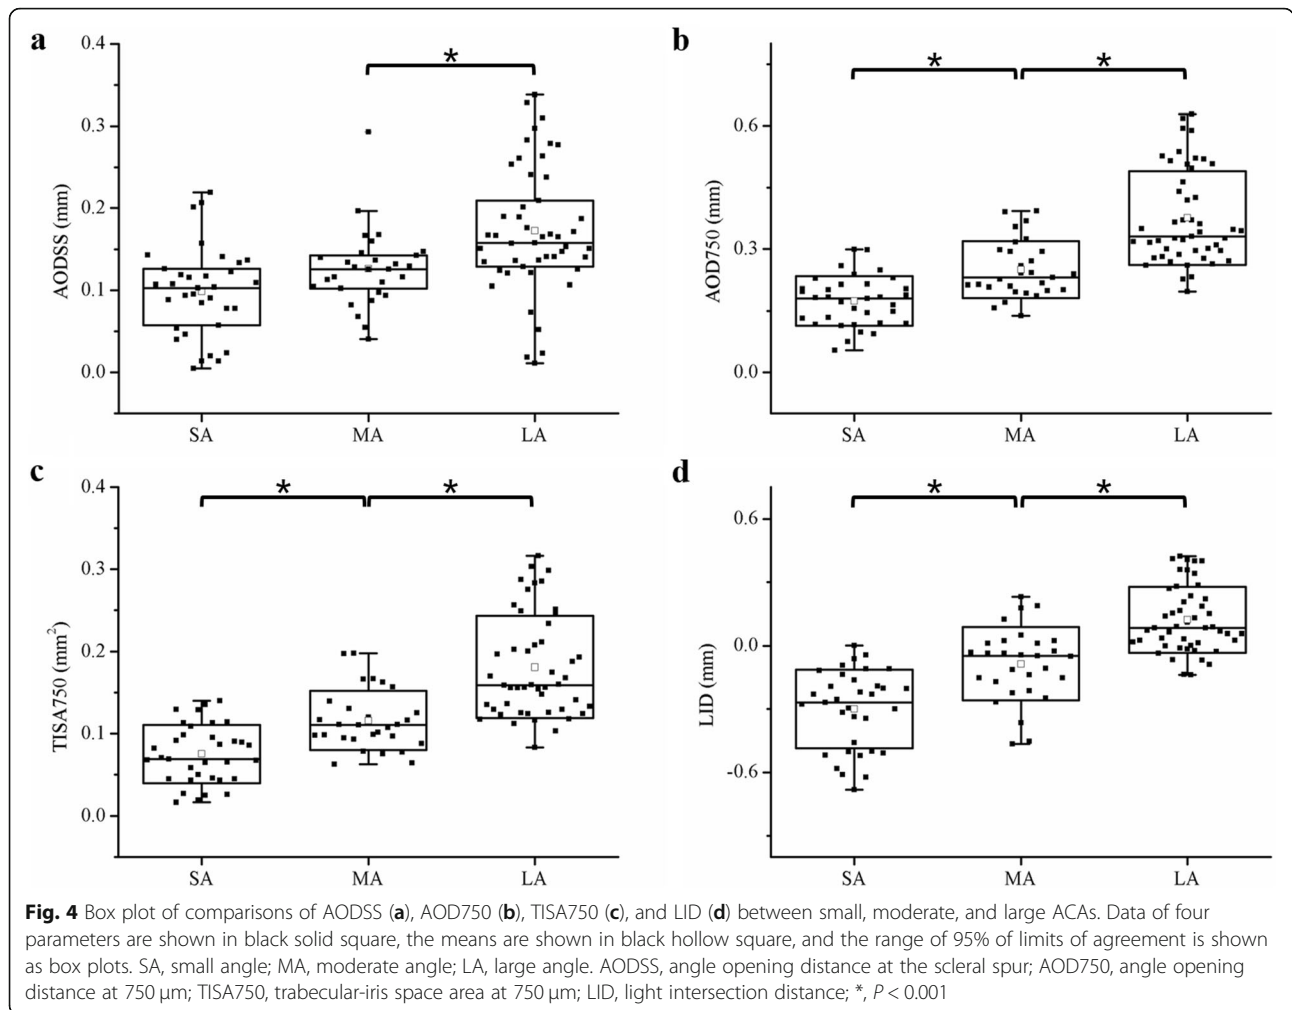 a
0.4
0.3
0.2
0.1
0.0
AODSS (mm)
*
SA MA LA
b
0.6
0.3
0.0
AOD750 (mm)
* *
SA MA LA
c
0.4
0.3
0.2
0.1
0.0
TISA750 (mm²)
* *
SA MA LA
d
0.6
0.0
-0.6
LID (mm)
* *
SA MA LA
Fig. 4 Box plot of comparisons of AODSS (a), AOD750 (b), TISA750 (c), and LID (d) between small, moderate, and large ACAs. Data of four
parameters are shown in black solid square, the means are shown in black hollow square, and the range of 95% of limits of agreement is shown
as box plots. SA, small angle; MA, moderate angle; LA, large angle. AODSS, angle opening distance at the scleral spur; AOD750, angle opening
distance at 750 μm; TISA750, trabecular-iris space area at 750 μm; LID, light intersection distance; *, P < 0.001